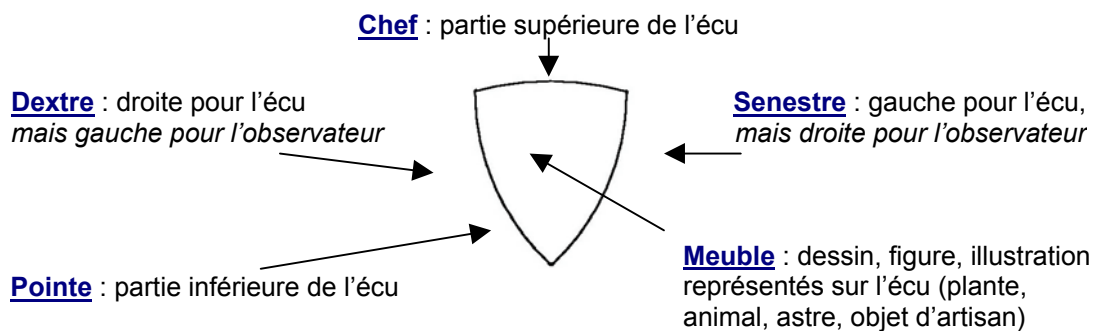 Chef : partie supérieure de l’écu
Dextre : droite pour l’écu
mais gauche pour l’observateur
Senestre : gauche pour l’écu,
mais droite pour l’observateur
Pointe : partie inférieure de l’écu
Meuble : dessin, figure, illustration
représentés sur l’écu (plante,
animal, astre, objet d’artisan)